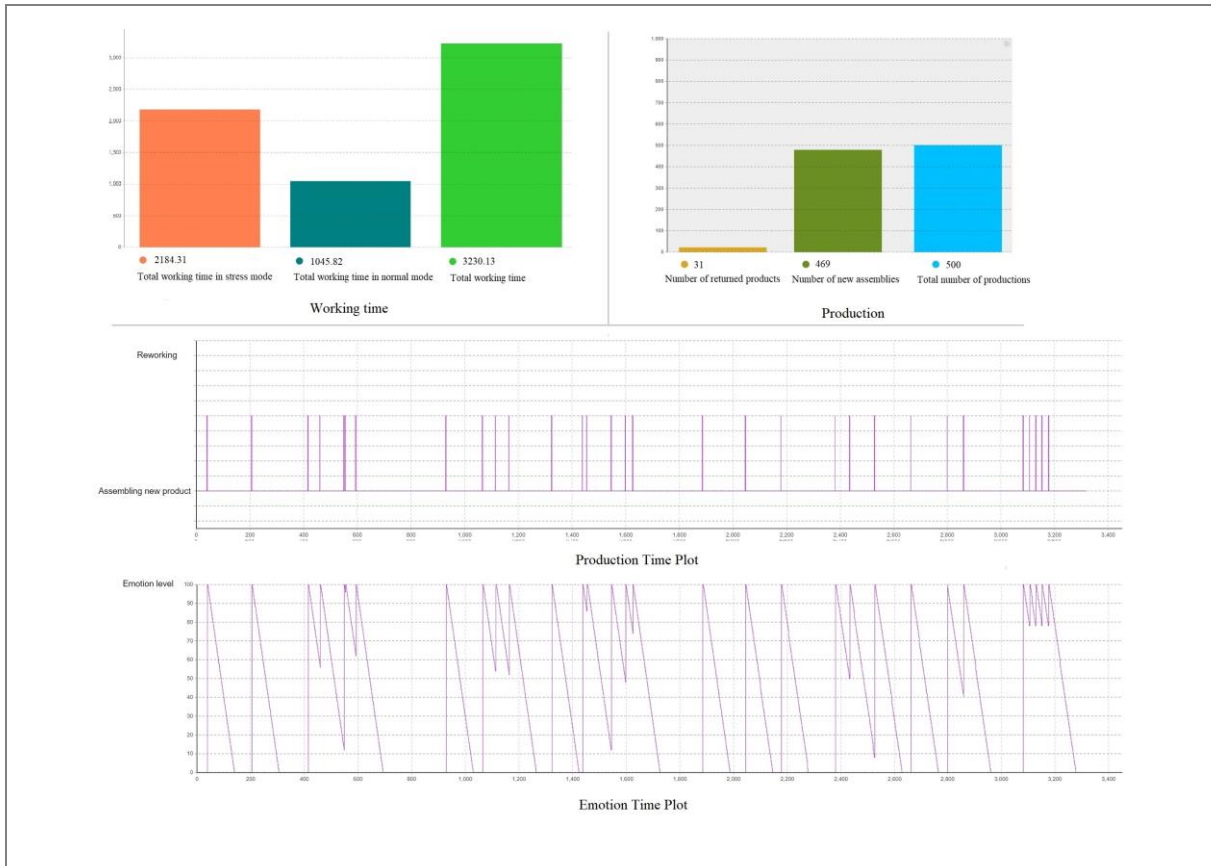 3,000
2,500
2,000
1,500
1,000
500
0
2184.31
Total working time in stress mode
1045.82
Total working time in normal mode
3230.13
Total working time
Working time
1,000
900
800
700
600
500
400
300
200
100
0
31
Number of returned products
469
Number of new assemblies
500
Total number of productions
Production
Reworking
Assembling new product
0 200 400 600 800 1,000 1,200 1,400 1,600 1,800 2,000 2,200 2,400 2,600 2,800 3,000 3,200 3,400
Production Time Plot
Emotion level
100
90
80
70
60
50
40
30
20
10
0
0 200 400 600 800 1,000 1,200 1,400 1,600 1,800 2,000 2,200 2,400 2,600 2,800 3,000 3,200 3,400
Emotion Time Plot